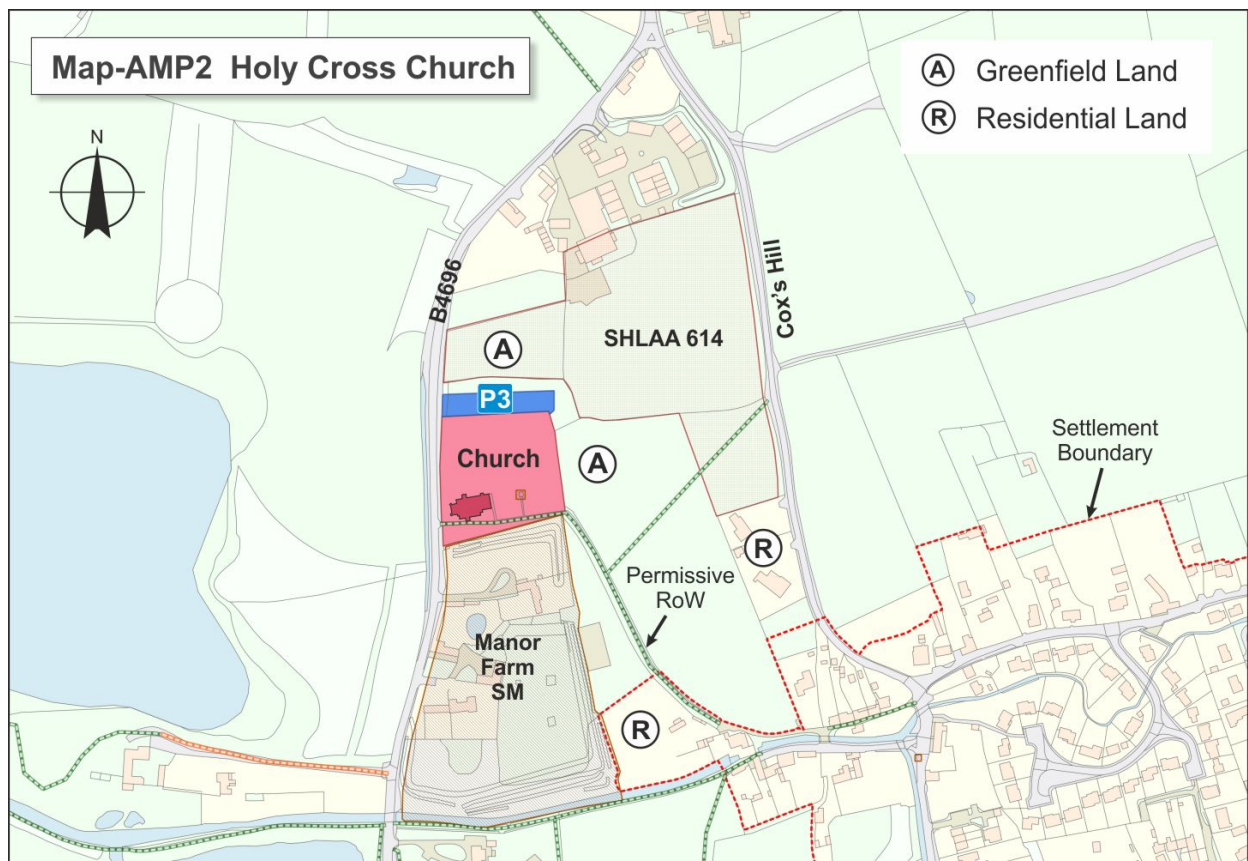 Map-AMP2 Holy Cross Church
A Greenfield Land
R Residential Land
N
B4696
Cox's Hill
SHLAA 614
A
P3
Church
A
Settlement
Boundary
R
Permissive
RoW
Manor
Farm
SM
R